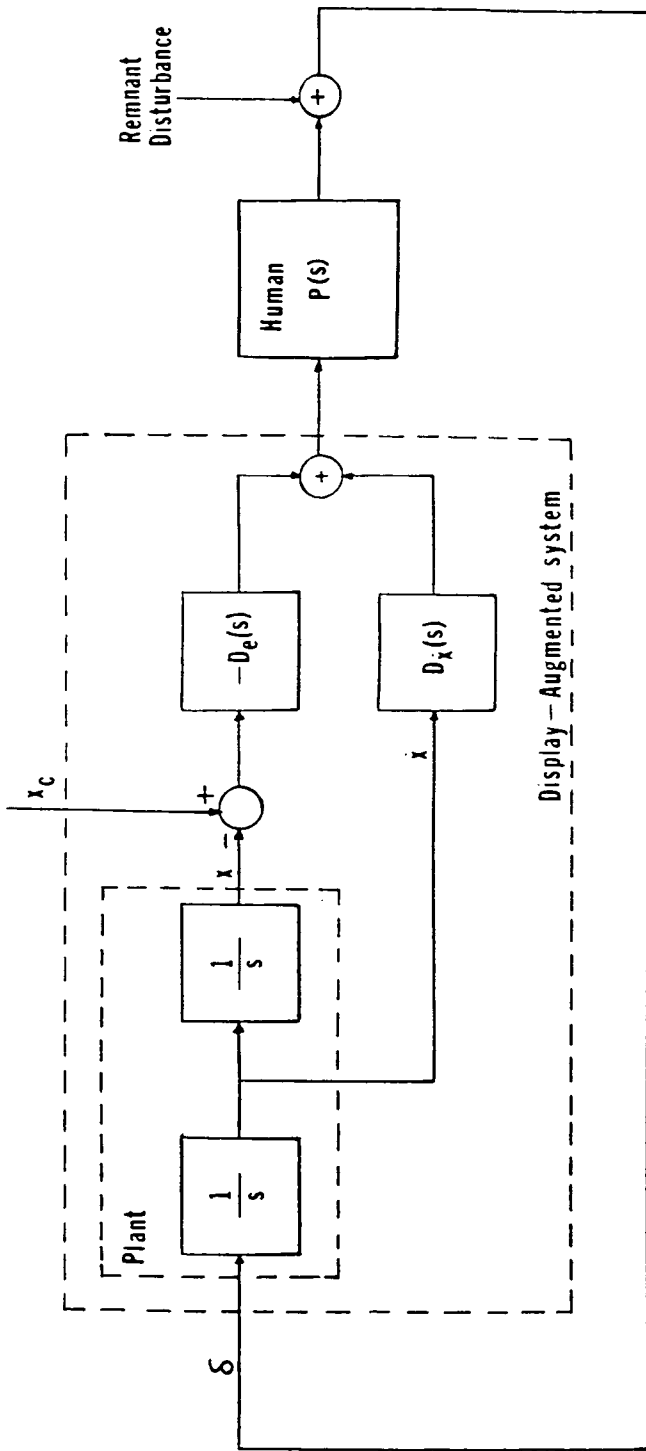 Remnant
Disturbance
+
Human
P(s)
x_c
+
−
x
Plant
1/s
1/s
−D_e(s)
+
D_ẋ(s)
ẋ
δ
Display−Augmented system